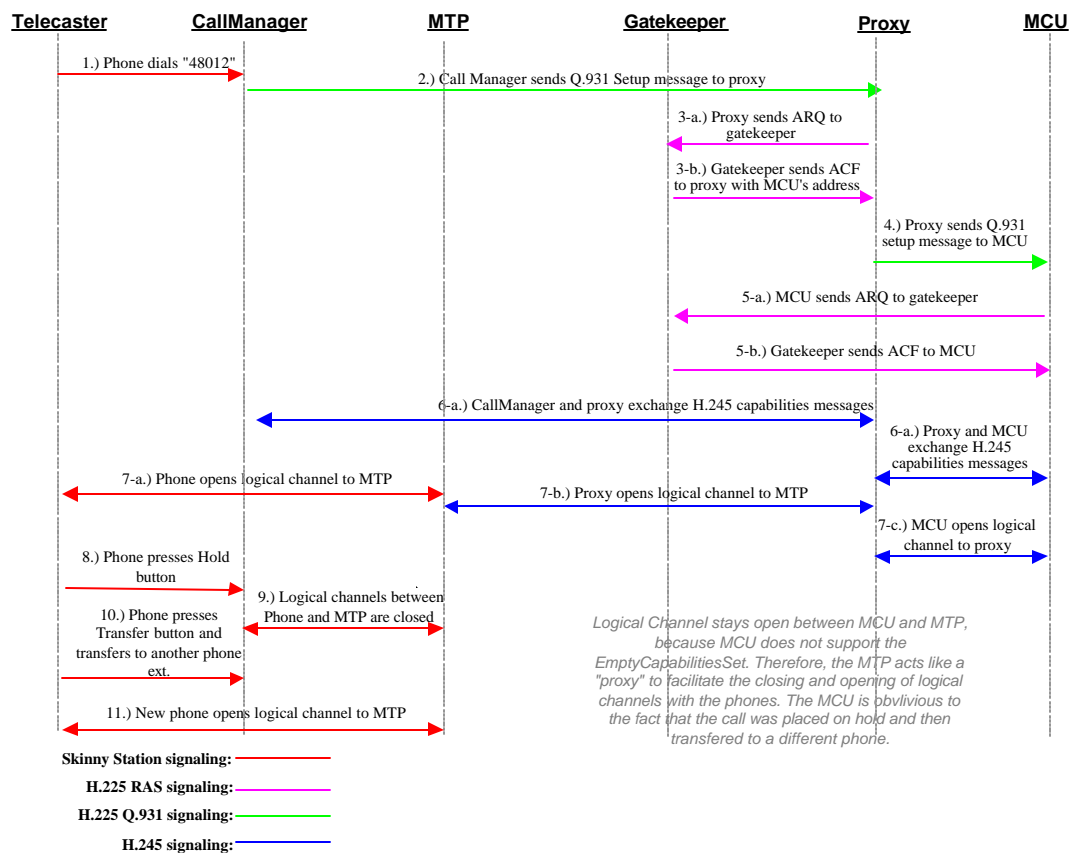 Telecaster
CallManager
MTP
Gatekeeper
Proxy
MCU
1.) Phone dials "48012"
2.) Call Manager sends Q.931 Setup message to proxy
3-a.) Proxy sends ARQ to
gatekeeper
3-b.) Gatekeeper sends ACF
to proxy with MCU's address
4.) Proxy sends Q.931
setup message to MCU
5-a.) MCU sends ARQ to gatekeeper
5-b.) Gatekeeper sends ACF to MCU
6-a.) CallManager and proxy exchange H.245 capabilities messages
6-a.) Proxy and MCU
exchange H.245
capabilities messages
7-a.) Phone opens logical channel to MTP
7-b.) Proxy opens logical channel to MTP
7-c.) MCU opens logical
channel to proxy
8.) Phone presses Hold
button
9.) Logical channels between
Phone and MTP are closed
10.) Phone presses
Transfer button and
transfers to another phone
ext.
Logical Channel stays open between MCU and MTP,
because MCU does not support the
EmptyCapabilitiesSet. Therefore, the MTP acts like a
"proxy" to facilitate the closing and opening of logical
channels with the phones. The MCU is obvlivious to
the fact that the call was placed on hold and then
transfered to a different phone.
11.) New phone opens logical channel to MTP
Skinny Station signaling:
H.225 RAS signaling:
H.225 Q.931 signaling:
H.245 signaling: